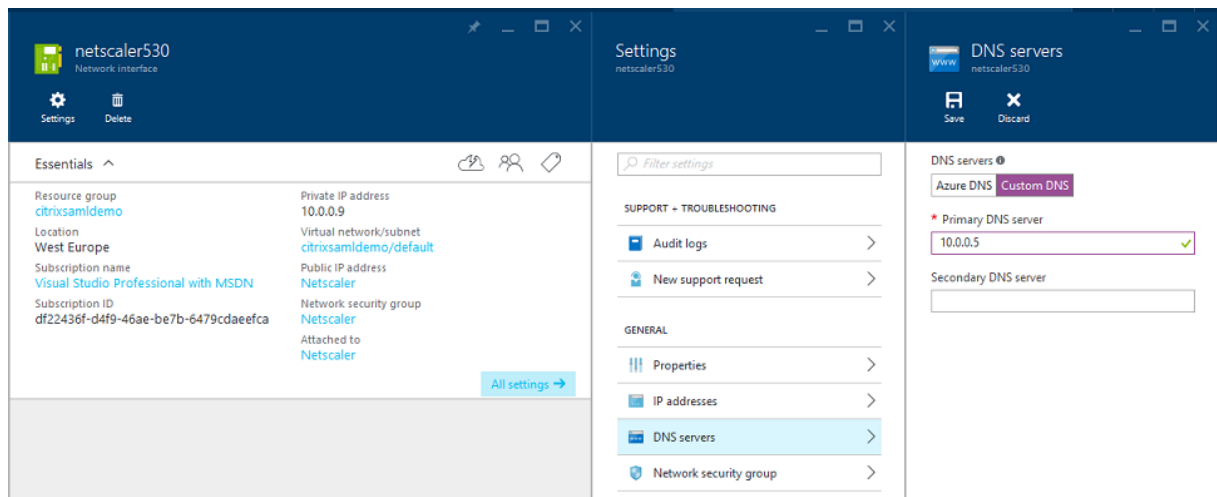 netscaler530
Network interface
Settings
Delete
Essentials
Resource group
citrixsamldemo
Location
West Europe
Subscription name
Visual Studio Professional with MSDN
Subscription ID
df22436f-d4f9-46ae-be7b-6479cdaeefca
Private IP address
10.0.0.9
Virtual network/subnet
citrixsamldemo/default
Public IP address
Netscaler
Network security group
Netscaler
Attached to
Netscaler
All settings →
Settings
netscaler530
Filter settings
SUPPORT + TROUBLESHOOTING
Audit logs
New support request
GENERAL
Properties
IP addresses
DNS servers
Network security group
www
DNS servers
netscaler530
Save
Discard
DNS servers
Azure DNS Custom DNS
* Primary DNS server
10.0.0.5
Secondary DNS server